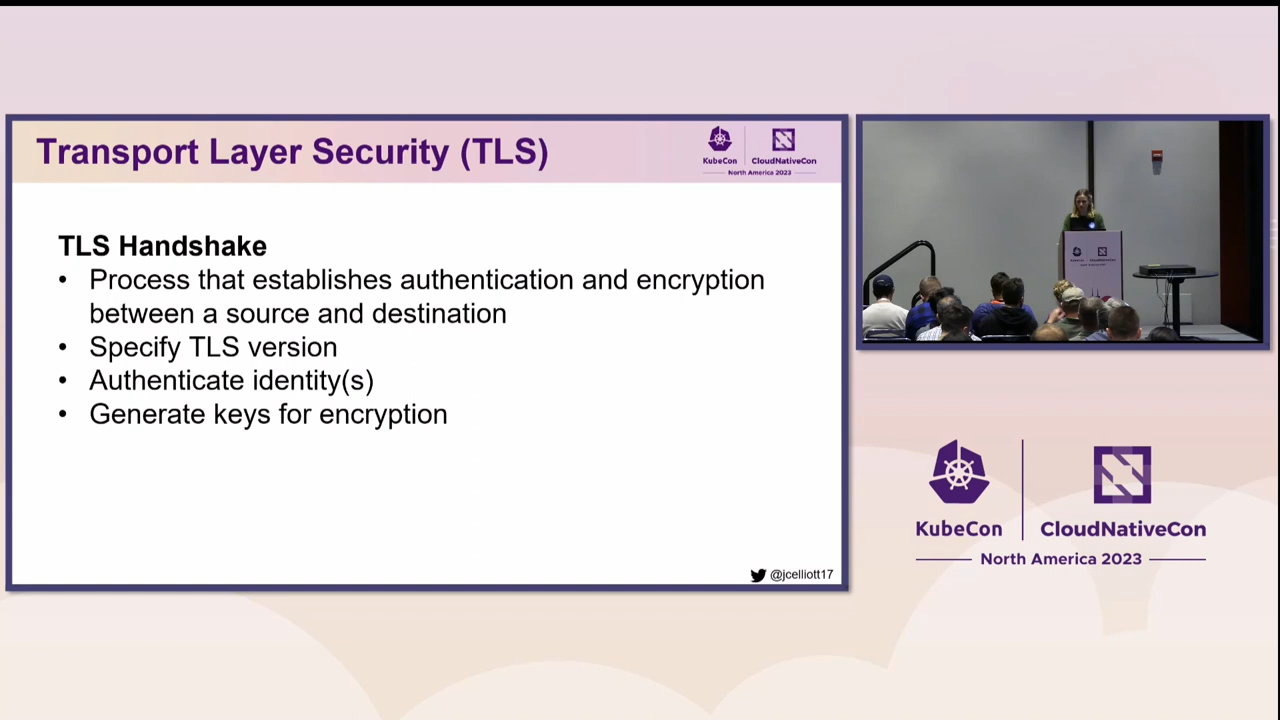 Transport Layer Security (TLS)
KubeCon
CloudNativeCon
North America 2023
TLS Handshake
• Process that establishes authentication and encryption
between a source and destination
• Specify TLS version
• Authenticate identity(s)
• Generate keys for encryption
@jcelliott17
KubeCon
CloudNativeCon
North America 2023